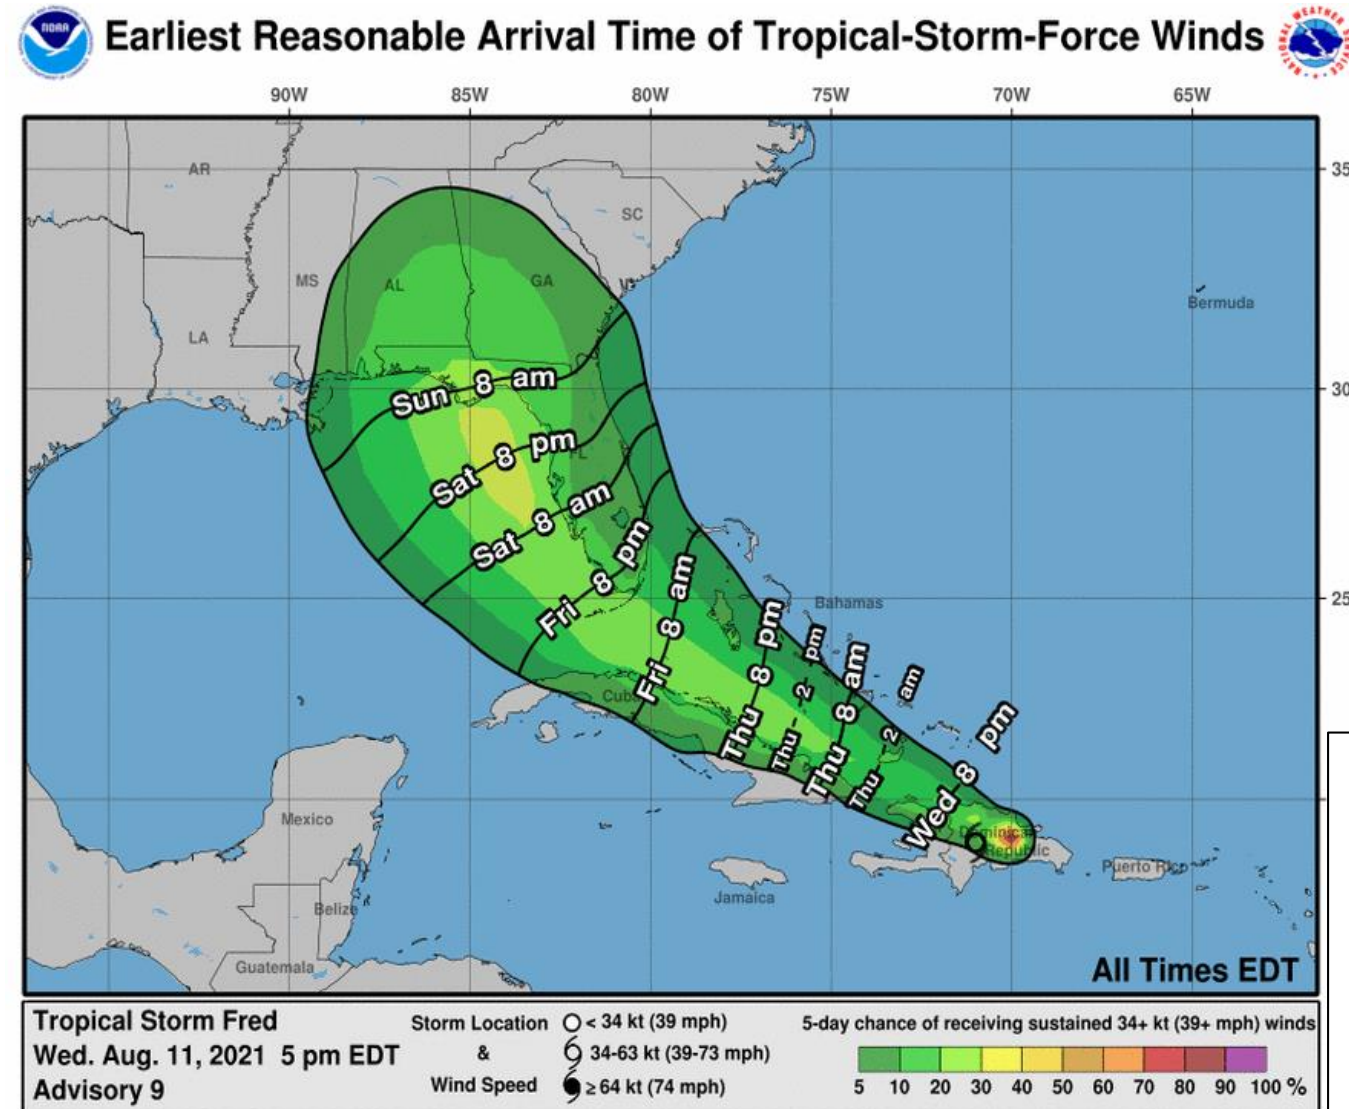 NOAA
Earliest Reasonable Arrival Time of Tropical-Storm-Force Winds
90W 85W 80W 75W 70W 65W
AR
35
SC
MS AL GA
Bermuda
LA
30
Sun 8 am
Sat 8 pm
FL
Sat 8 am
Fri 8 pm
Fri 8 am
Thu 8 pm
Thu 2 pm
Thu 8 am
Thu 2 am
Wed 8 pm
25
Bahamas
Cuba
Mexico
Dominican
Republic
Puerto Rico
Jamaica
Belize
Guatemala
All Times EDT
Tropical Storm Fred
Wed. Aug. 11, 2021 5 pm EDT
Advisory 9
Storm Location
&
Wind Speed
< 34 kt (39 mph)
34-63 kt (39-73 mph)
≥ 64 kt (74 mph)
5-day chance of receiving sustained 34+ kt (39+ mph) winds
5 10 20 30 40 50 60 70 80 90 100 %